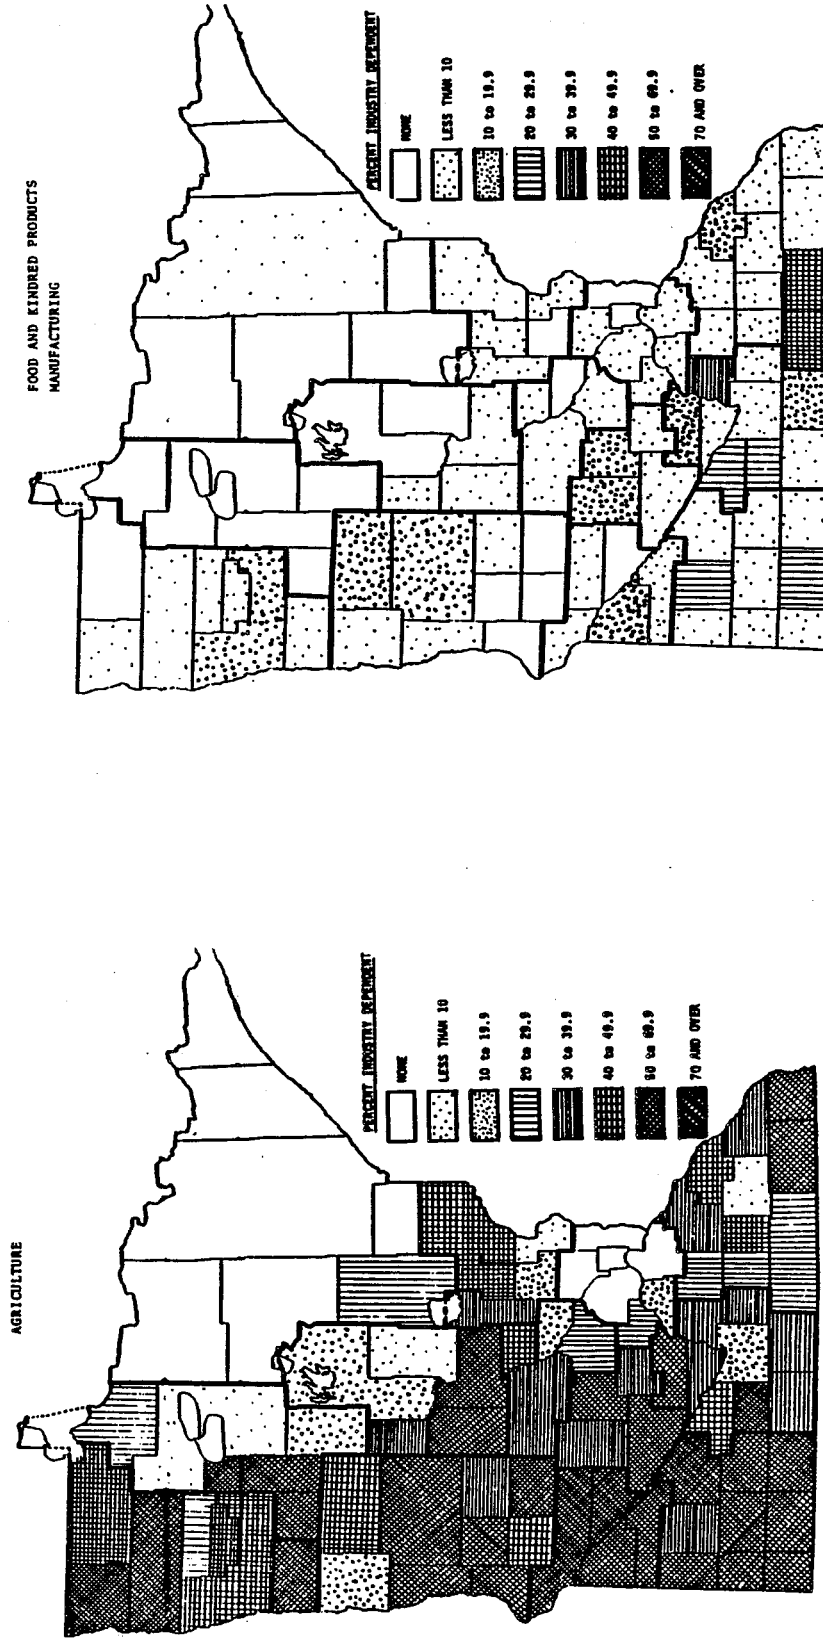 FOOD AND KINDRED PRODUCTS
MANUFACTURING
PERCENT INDUSTRY DEPENDENT
NONE
LESS THAN 10
10 to 19.9
20 to 29.9
30 to 39.9
40 to 49.9
50 to 69.9
70 AND OVER
AGRICULTURE
PERCENT INDUSTRY DEPENDENT
NONE
LESS THAN 10
10 to 19.9
20 to 29.9
30 to 39.9
40 to 49.9
50 to 69.9
70 AND OVER